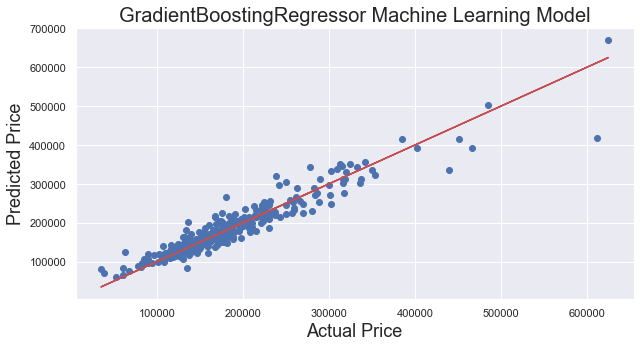 GradientBoostingRegressor Machine Learning Model
700000
600000
500000
400000
300000
200000
100000
Predicted Price
100000 200000 300000 400000 500000 600000
Actual Price